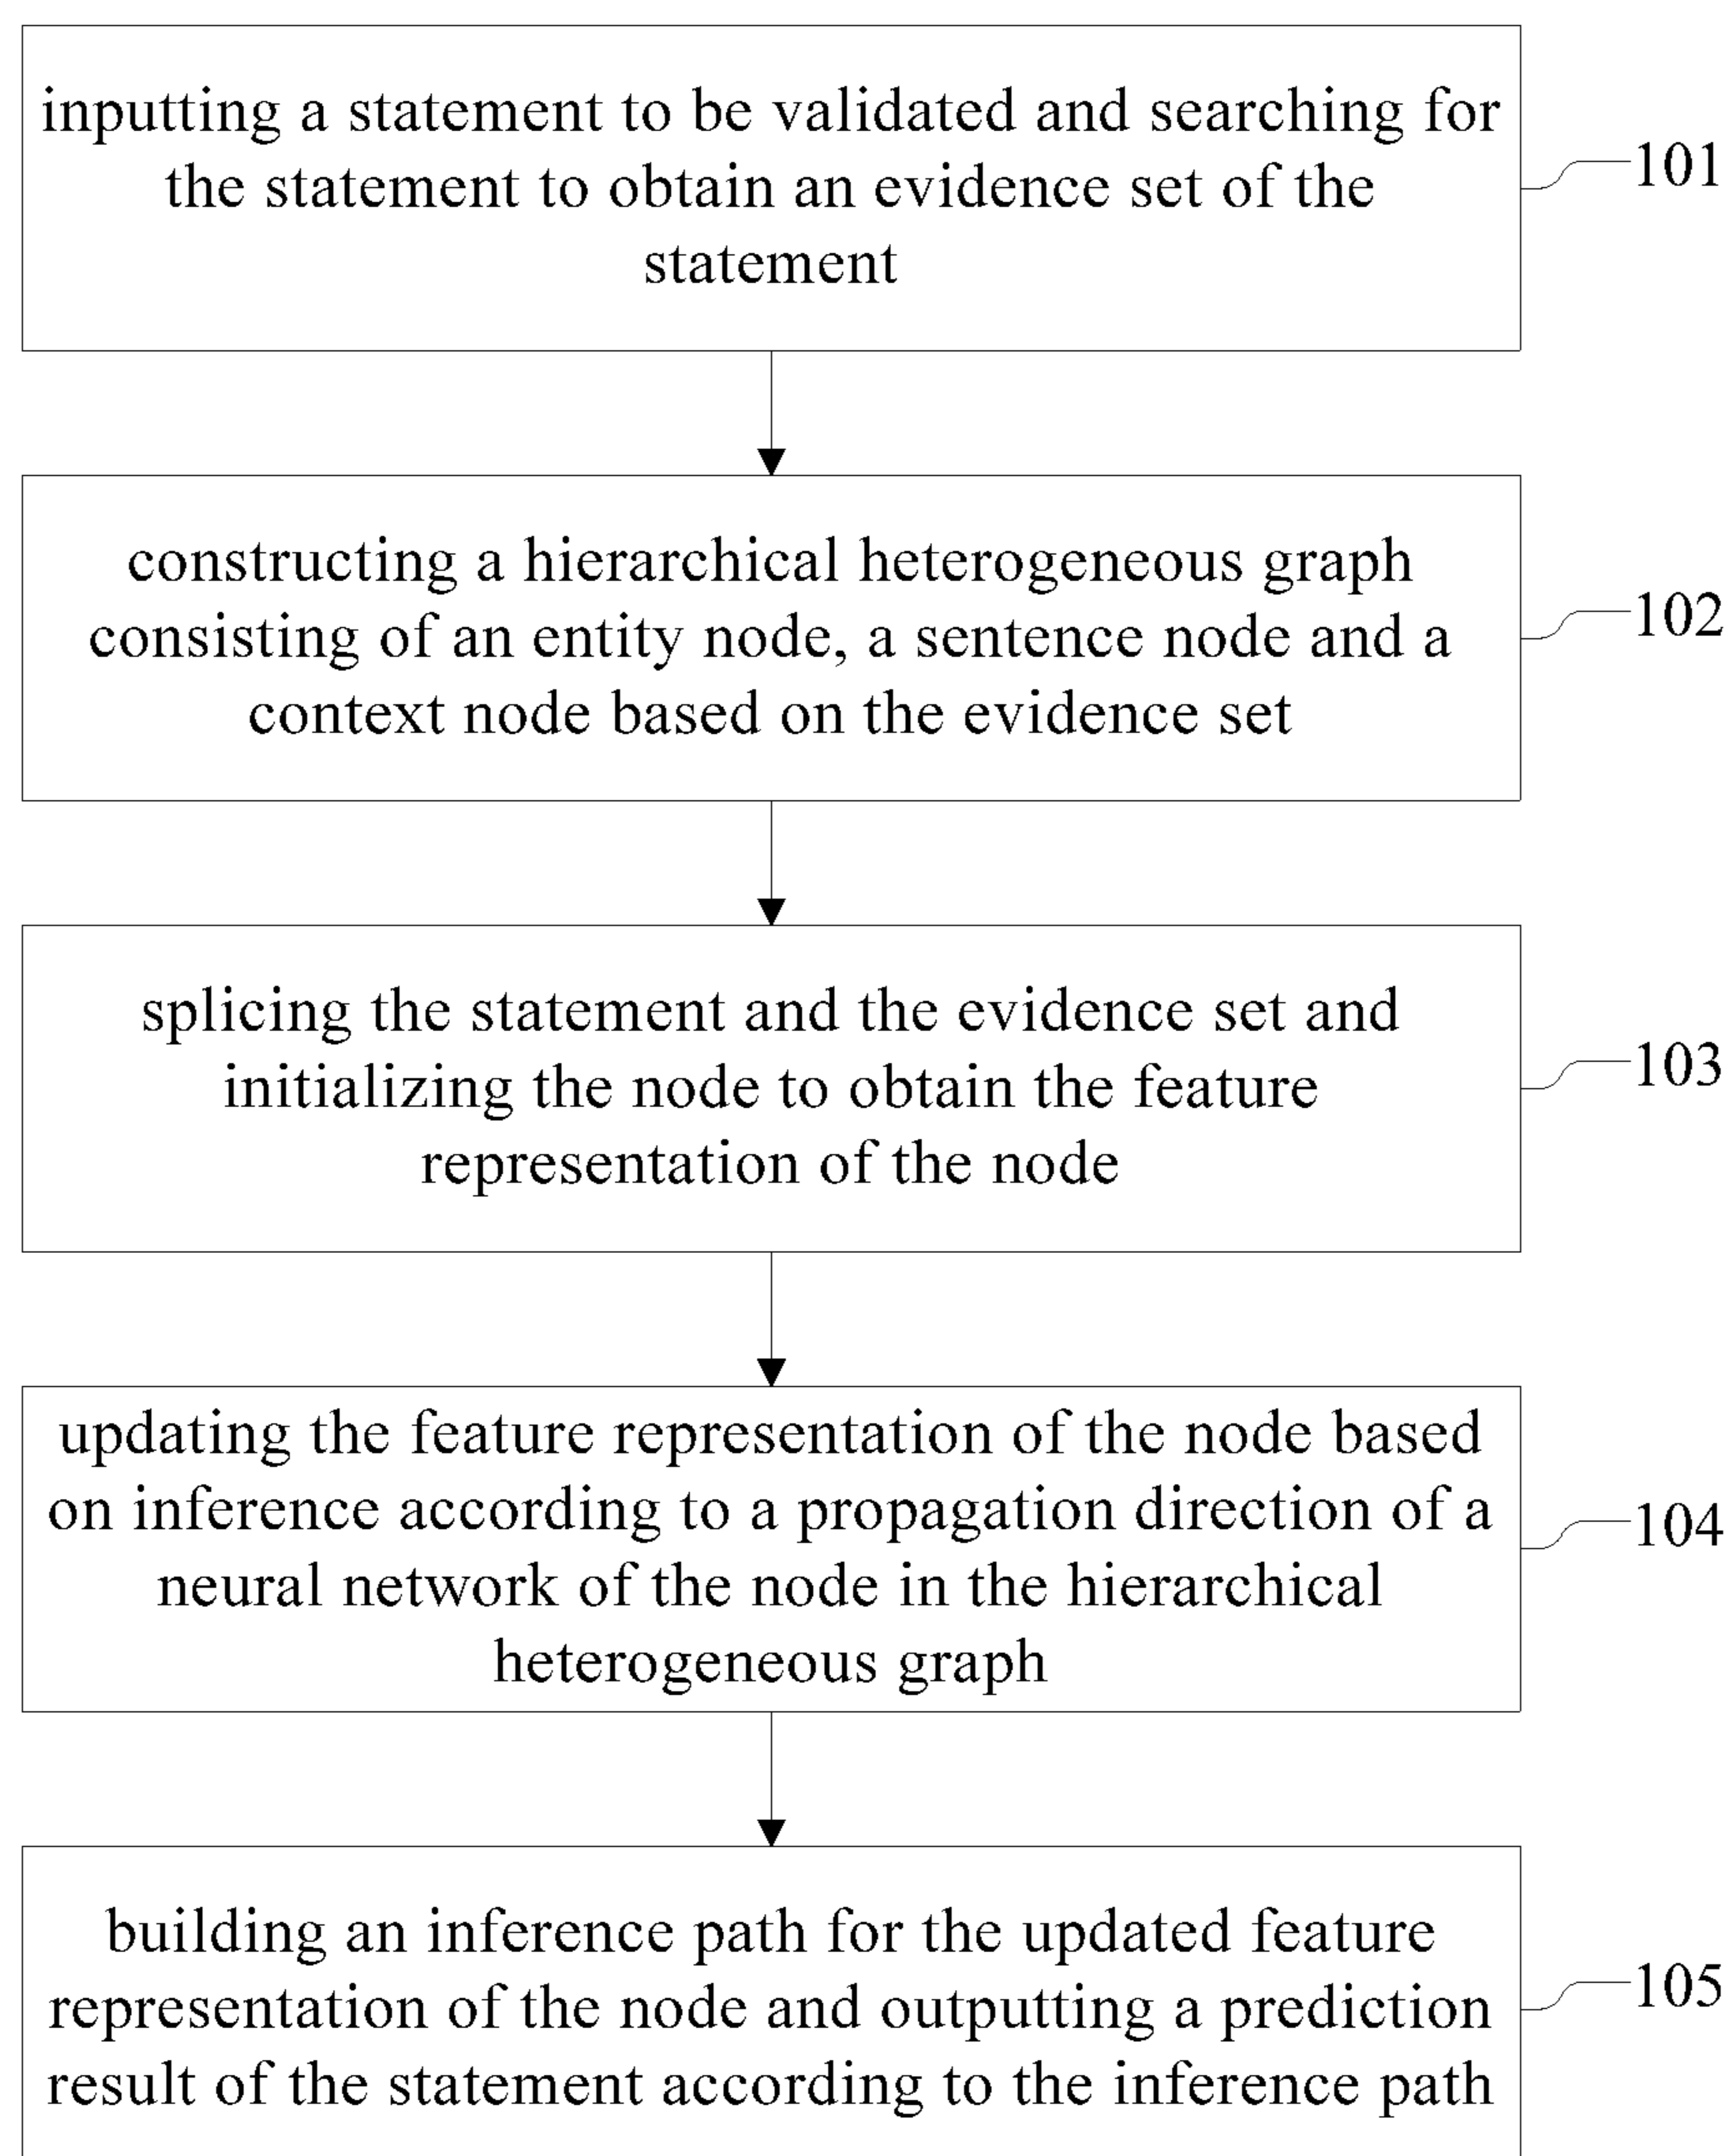 inputting a statement to be validated and searching for
the statement to obtain an evidence set of the
statement
101
constructing a hierarchical heterogeneous graph
consisting of an entity node, a sentence node and a
context node based on the evidence set
102
splicing the statement and the evidence set and
initializing the node to obtain the feature
representation of the node
103
updating the feature representation of the node based
on inference according to a propagation direction of a
neural network of the node in the hierarchical
heterogeneous graph
104
building an inference path for the updated feature
representation of the node and outputting a prediction
result of the statement according to the inference path
105